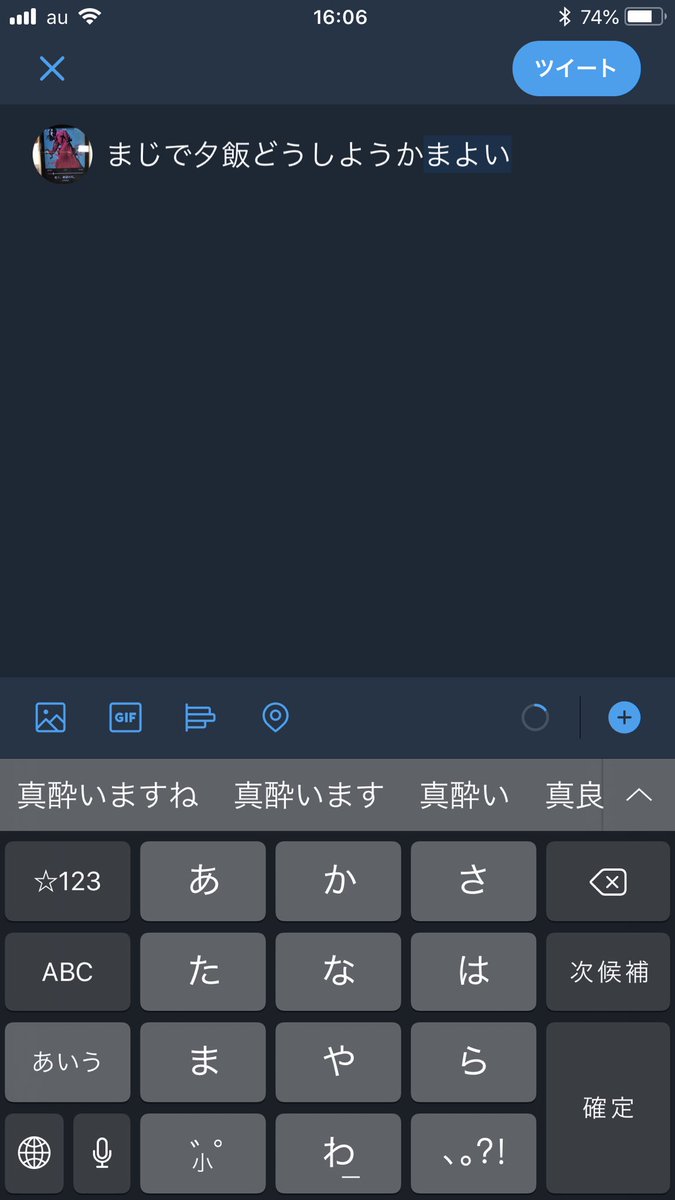 au 16:06 74%
ツイート
まじで夕飯どうしようかまよい
GIF
真酔いますね 真酔います 真酔い 真良
☆123 あ か さ
ABC た な は 次候補
あいう ま や ら
確定
゛゜小 わ_ 、。?!